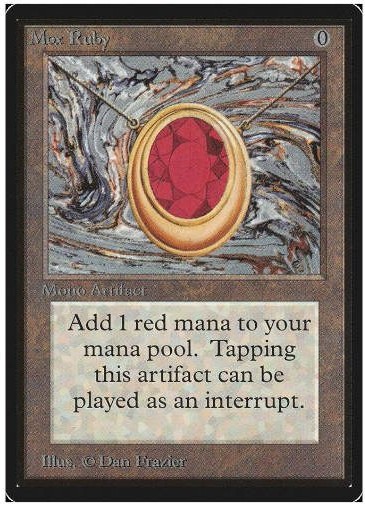 Mox Ruby 0
Mono Artifact
Add 1 red mana to your
mana pool. Tapping
this artifact can be
played as an interrupt.
Illus. © Dan Frazier